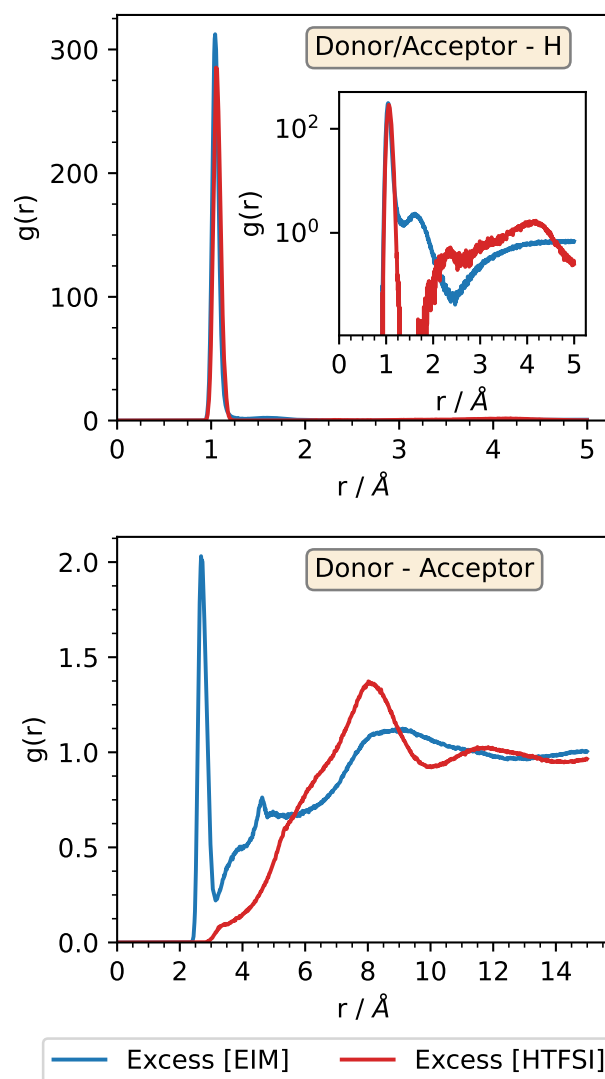 Donor/Acceptor - H
300
200
100
0
g(r)
0 1 2 3 4 5
r / Å
10²
10⁰
g(r)
0 1 2 3 4 5
r / Å
Donor - Acceptor
2.0
1.5
1.0
0.5
0.0
g(r)
0 2 4 6 8 10 12 14
r / Å
Excess [EIM] Excess [HTFSI]